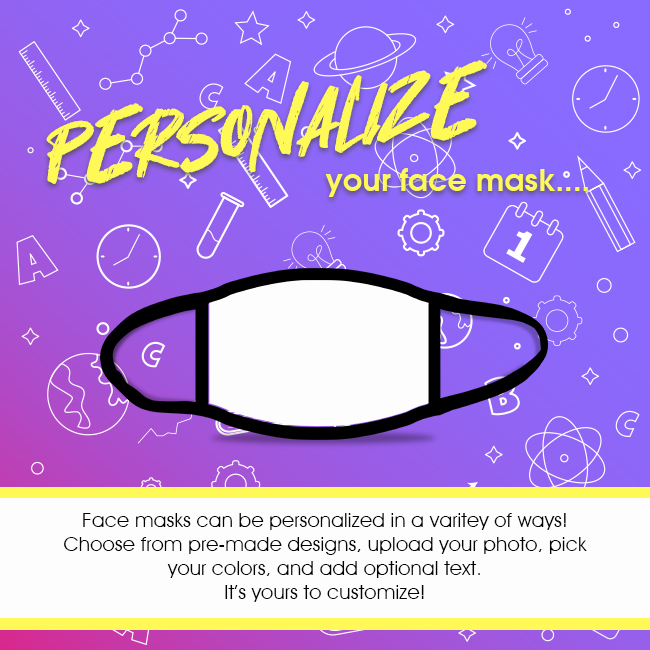 PERSONALIZE
your face mask....
A
C
1
A
C
B
C
Face masks can be personalized in a varitey of ways!
Choose from pre-made designs, upload your photo, pick
your colors, and add optional text.
It's yours to customize!
C
A